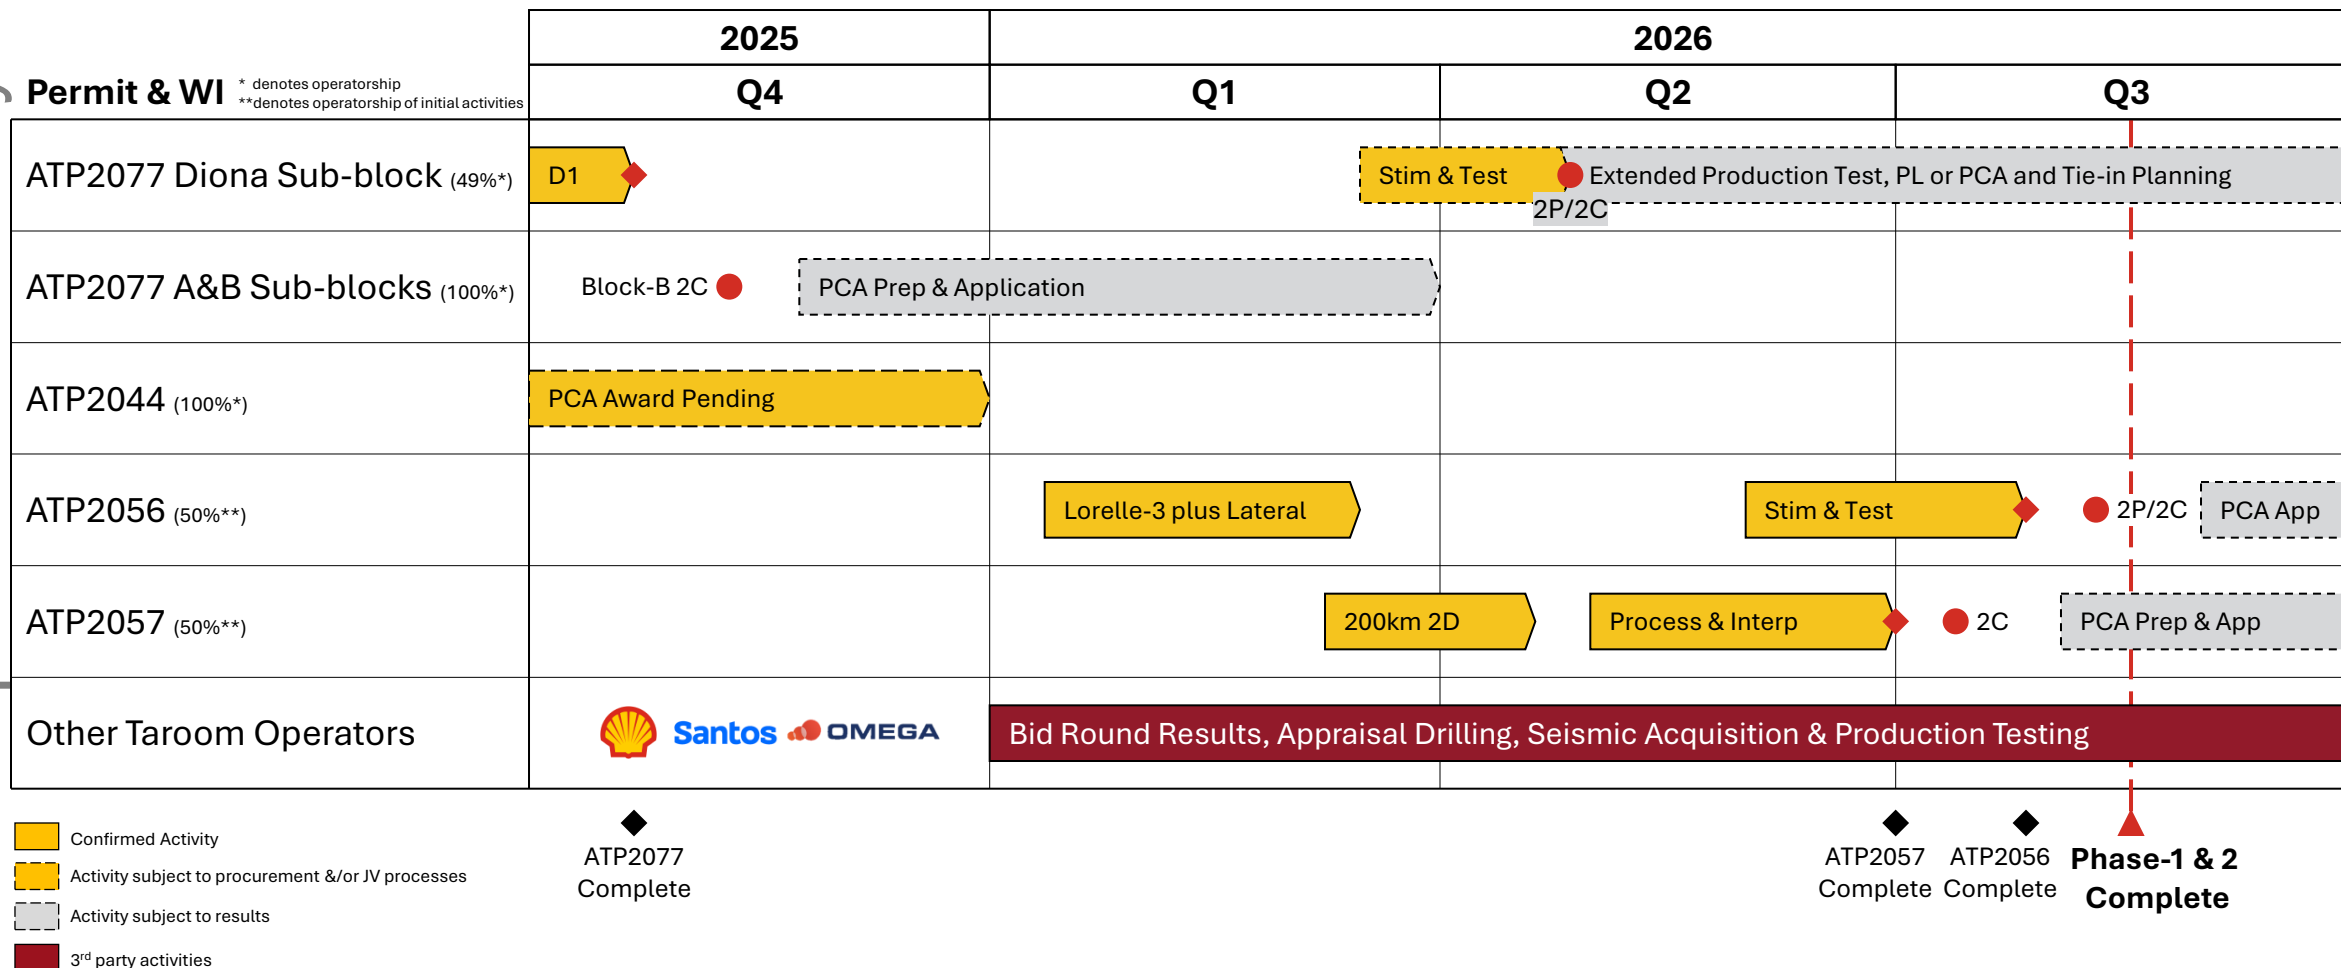 2025
2026
Permit & WI
* denotes operatorship
**denotes operatorship of initial activities
Q4
Q1
Q2
Q3
ATP2077 Diona Sub-block (49%*)
D1
Stim & Test
Extended Production Test, PL or PCA and Tie-in Planning
2P/2C
ATP2077 A&B Sub-blocks (100%*)
Block-B 2C
PCA Prep & Application
ATP2044 (100%*)
PCA Award Pending
ATP2056 (50%**)
Lorelle-3 plus Lateral
Stim & Test
2P/2C
PCA App
ATP2057 (50%**)
200km 2D
Process & Interp
2C
PCA Prep & App
Other Taroom Operators
Santos
OMEGA
Bid Round Results, Appraisal Drilling, Seismic Acquisition & Production Testing
ATP2077
Complete
ATP2057
Complete
ATP2056
Complete
Phase-1 & 2
Complete
Confirmed Activity
Activity subject to procurement &/or JV processes
Activity subject to results
3rd party activities